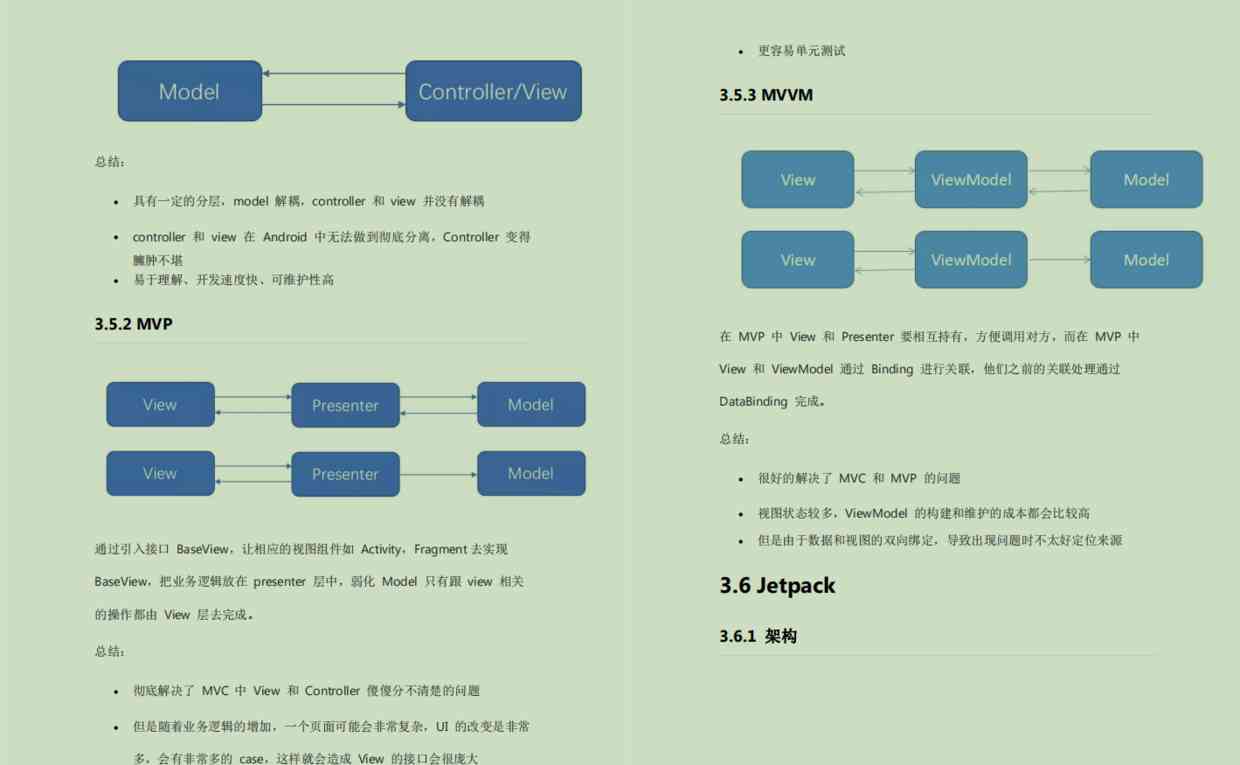 Model
Controller/View
总结：
具有一定的分层，model 解耦，controller 和 view 并没有解耦
controller 和 view 在 Android 中无法做到彻底分离，Controller 变得
臃肿不堪
易于理解、开发速度快、可维护性高
3.5.2 MVP
View Presenter Model
View Presenter Model
通过引入接口 BaseView，让相应的视图组件如 Activity，Fragment去实现
BaseView，把业务逻辑放在 presenter 层中，弱化 Model 只有跟 view 相关
的操作都由 View 层去完成。
总结：
彻底解决了 MVC 中 View 和 Controller 傻傻分不清楚的问题
但是随着业务逻辑的增加，一个页面可能会非常复杂，UI 的改变是非常
多，会有非常多的 case，这样就会造成 View 的接口会很庞大
更容易单元测试
3.5.3 MVVM
View ViewModel Model
View ViewModel Model
在 MVP 中 View 和 Presenter 要相互持有，方便调用对方，而在 MVP 中
View 和 ViewModel 通过 Binding 进行关联，他们之前的关联处理通过
DataBinding 完成。
总结：
很好的解决了 MVC 和 MVP 的问题
视图状态较多，ViewModel 的构建和维护的成本都会比较高
但是由于数据和视图的双向绑定，导致出现问题时不太好定位来源
3.6 Jetpack
3.6.1 架构